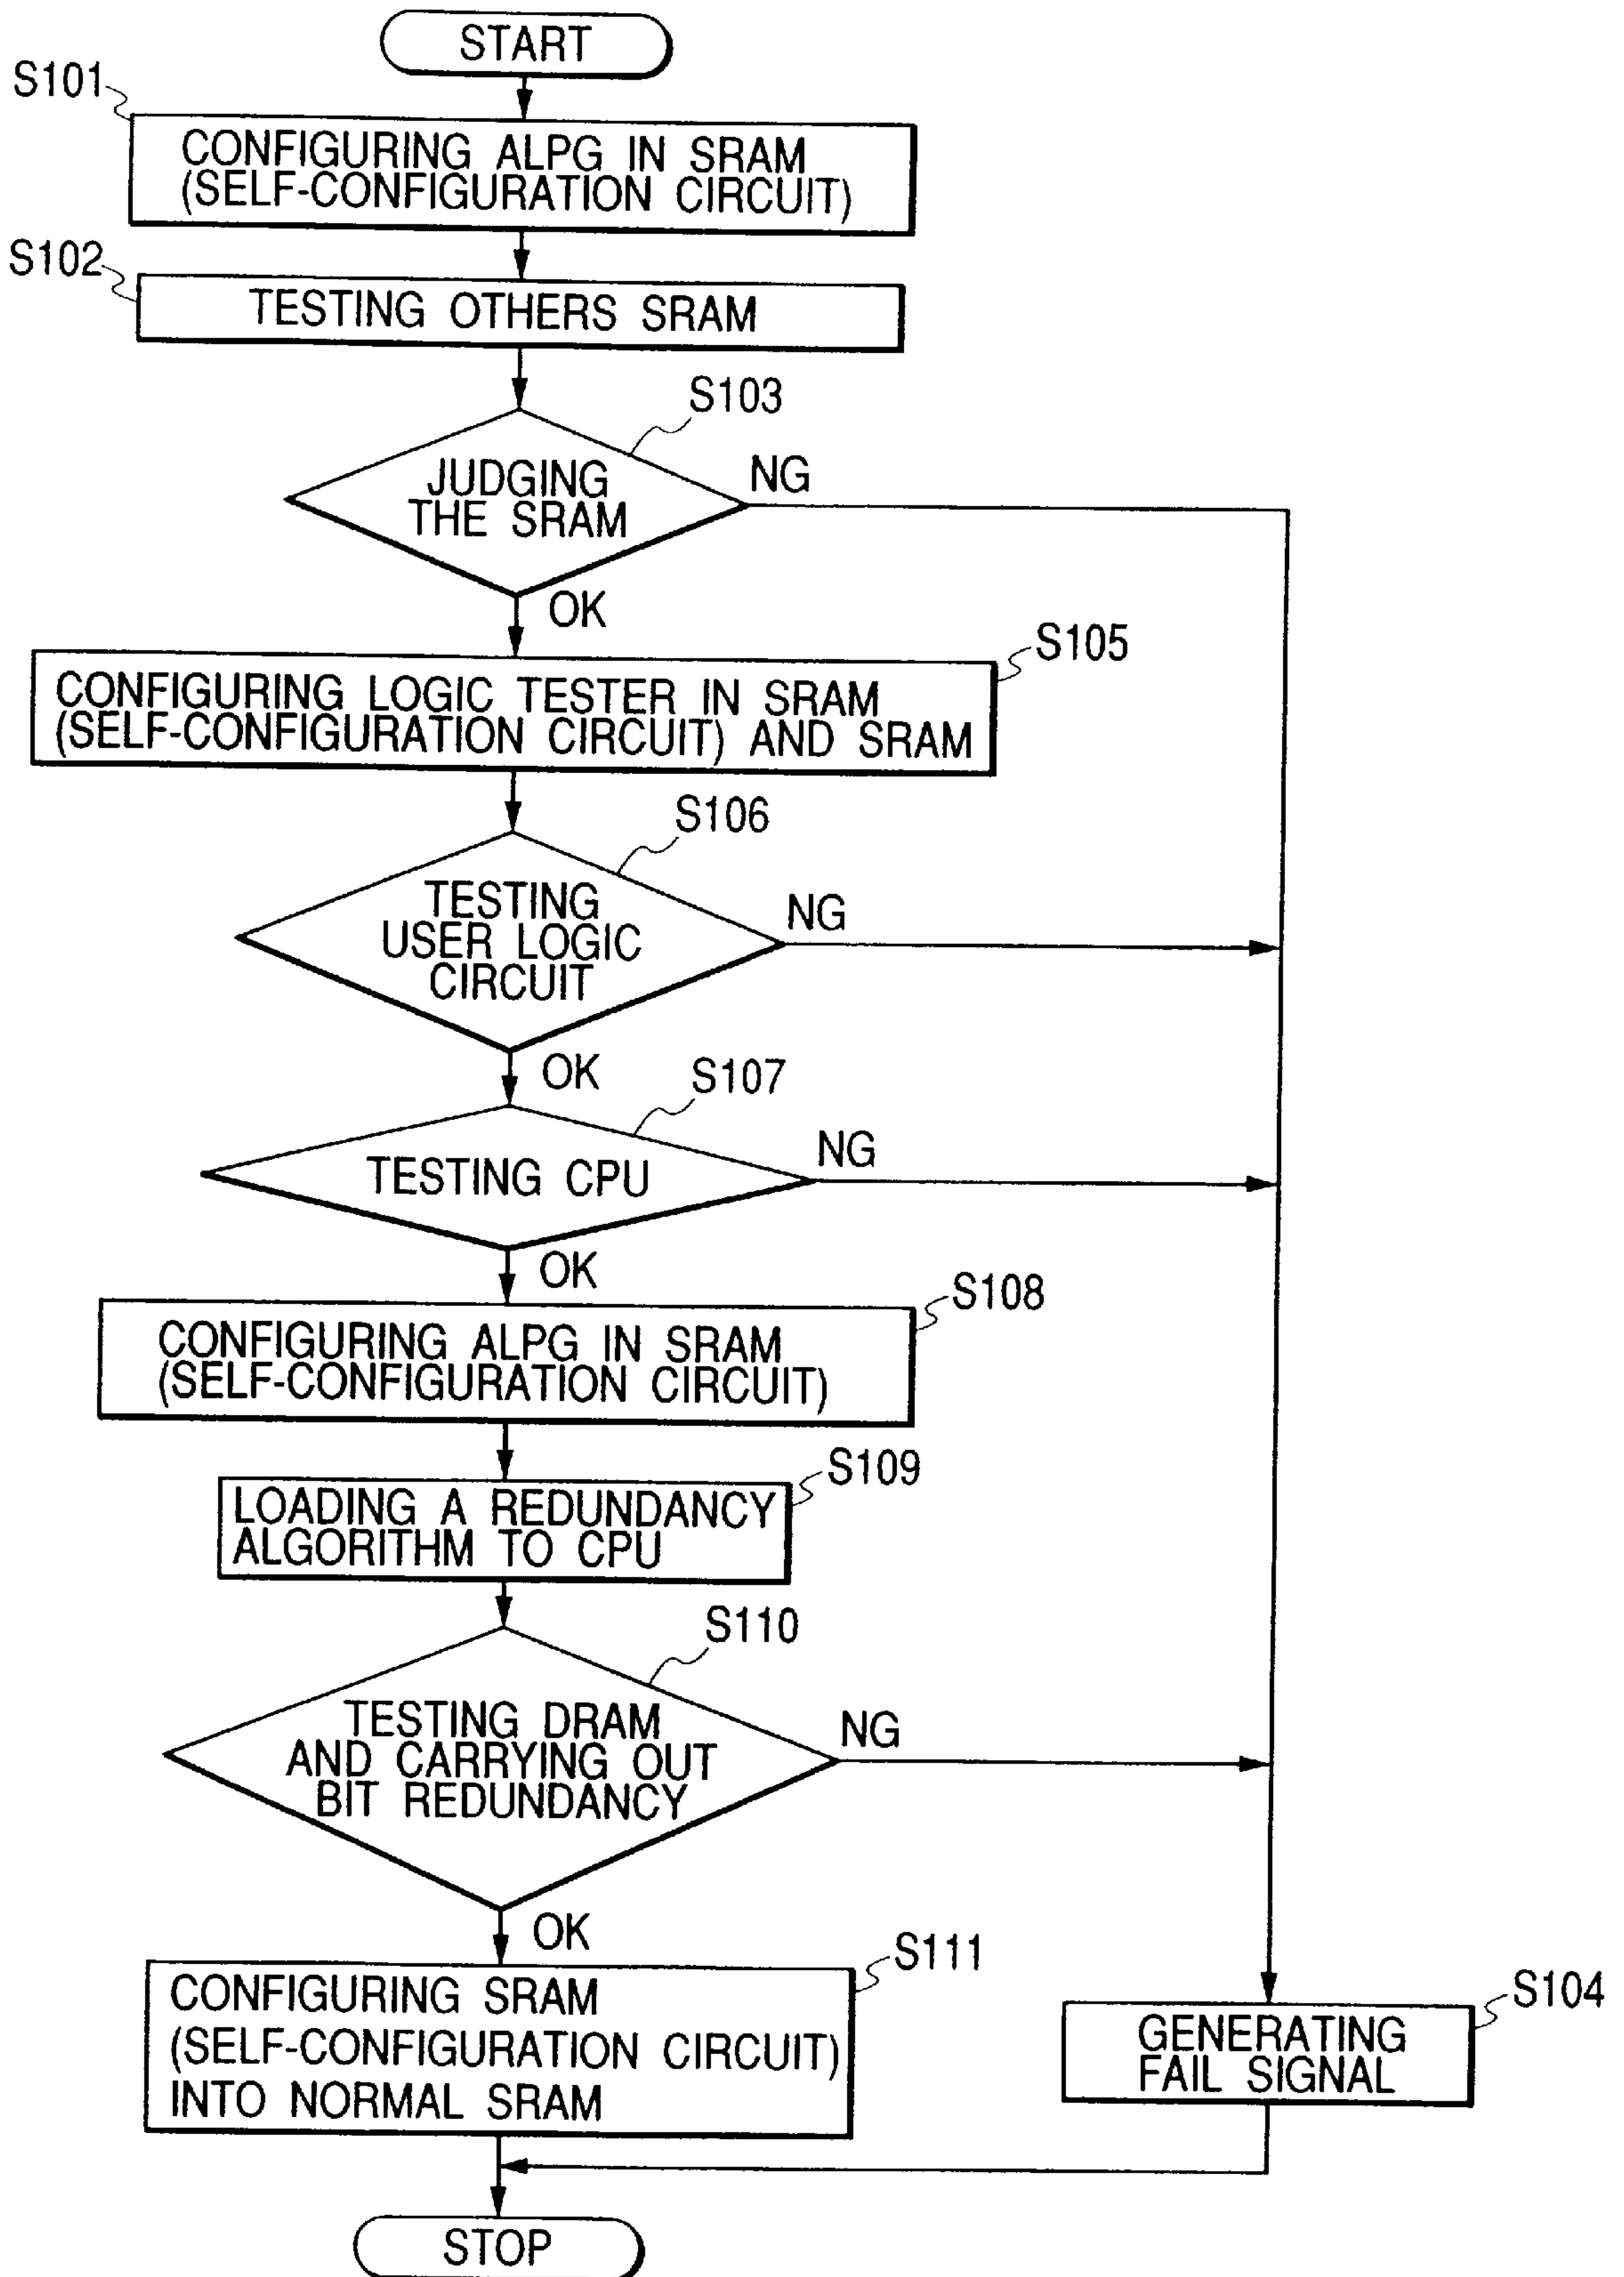 START
S101
CONFIGURING ALPG IN SRAM
(SELF-CONFIGURATION CIRCUIT)
S102
TESTING OTHERS SRAM
S103
JUDGING
THE SRAM
NG
OK
S105
CONFIGURING LOGIC TESTER IN SRAM
(SELF-CONFIGURATION CIRCUIT) AND SRAM
S106
TESTING
USER LOGIC
CIRCUIT
NG
OK
S107
TESTING CPU
NG
OK
S108
CONFIGURING ALPG IN SRAM
(SELF-CONFIGURATION CIRCUIT)
S109
LOADING A REDUNDANCY
ALGORITHM TO CPU
S110
TESTING DRAM
AND CARRYING OUT
BIT REDUNDANCY
NG
OK
S111
CONFIGURING SRAM
(SELF-CONFIGURATION CIRCUIT)
INTO NORMAL SRAM
S104
GENERATING
FAIL SIGNAL
STOP